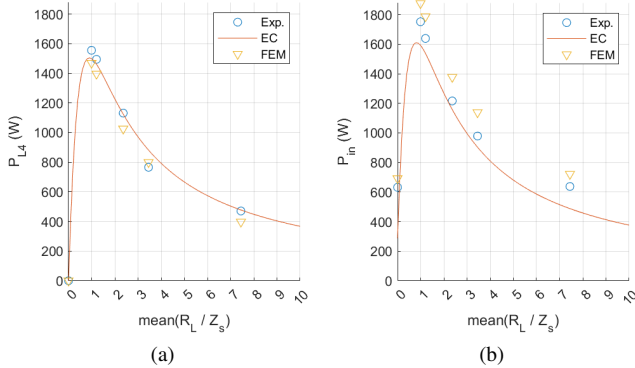 1800
1600
1400
1200
1000
800
600
400
200
0
P_L4 (W)
0 1 2 3 4 5 6 7 8 9 10
mean(R_L / Z_s)
Exp.
EC
FEM
(a)
1800
1600
1400
1200
1000
800
600
400
200
0
P_in (W)
0 1 2 3 4 5 6 7 8 9 10
mean(R_L / Z_s)
Exp.
EC
FEM
(b)